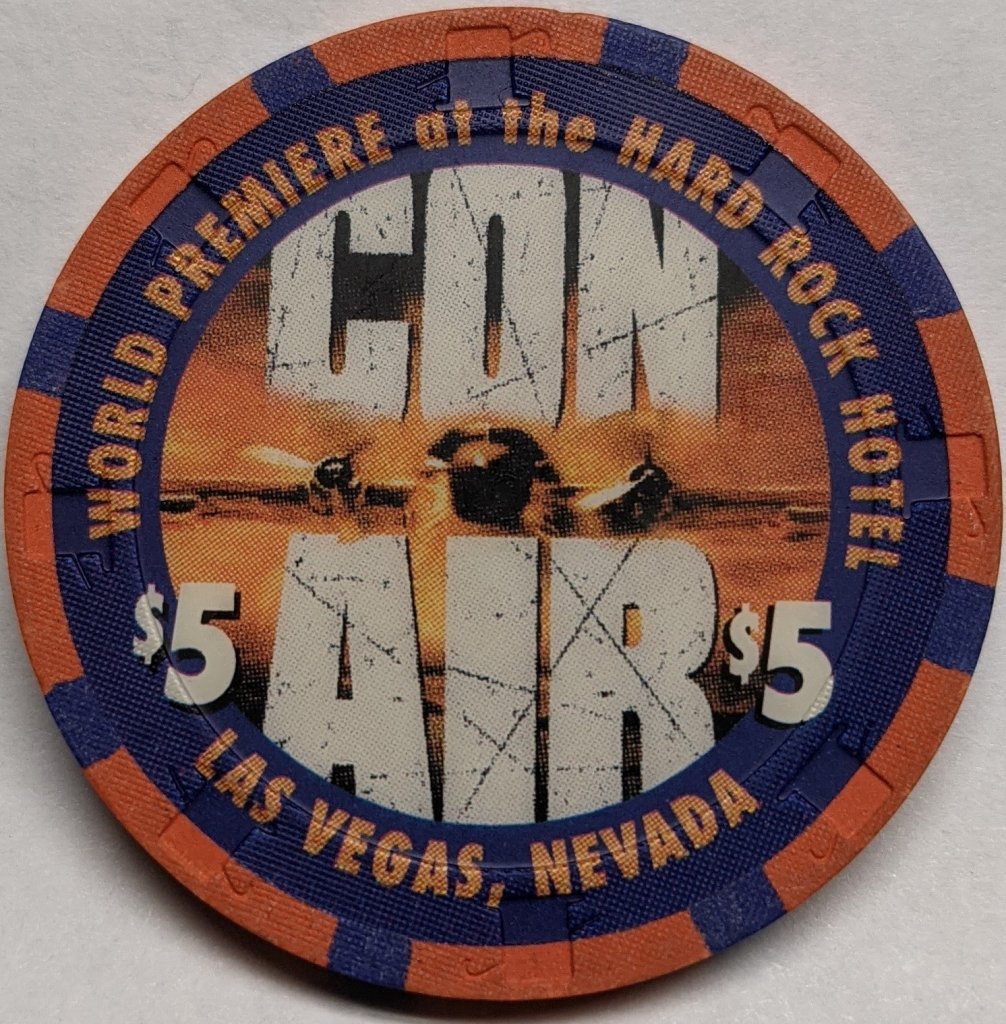 WORLD PREMIERE at the HARD ROCK HOTEL
CON
AIR
$5 $5
LAS VEGAS, NEVADA